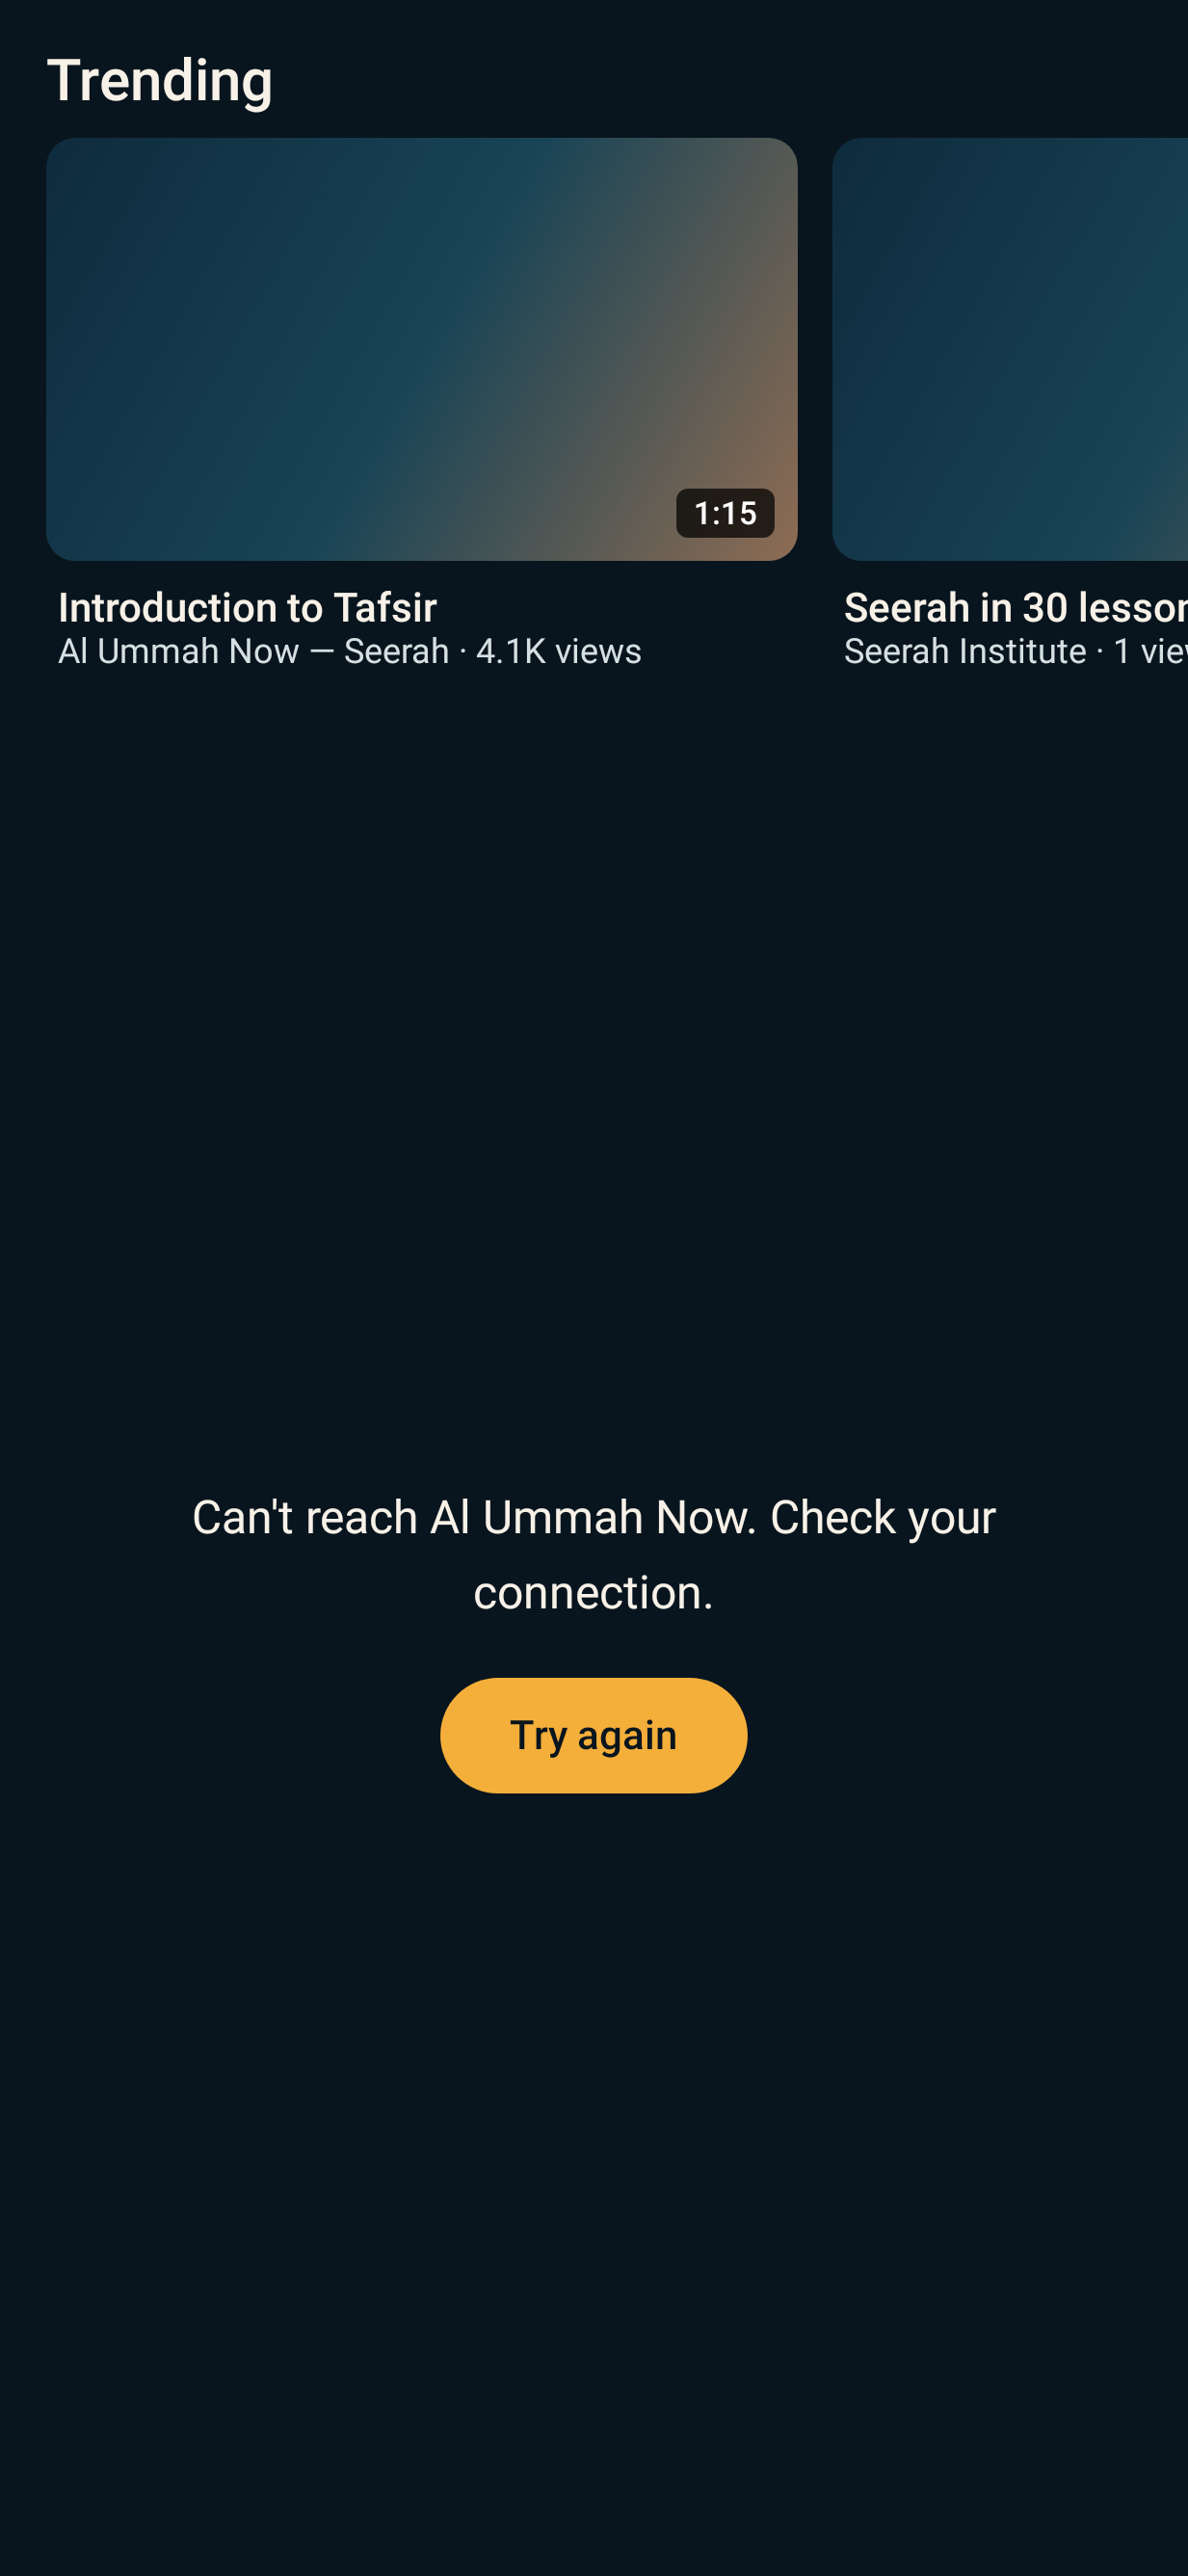 Trending
1:15
Introduction to Tafsir
Al Ummah Now — Seerah · 4.1K views
Seerah in 30
Seerah Institute · 1
Can't reach Al Ummah Now. Check your
connection.
Try again